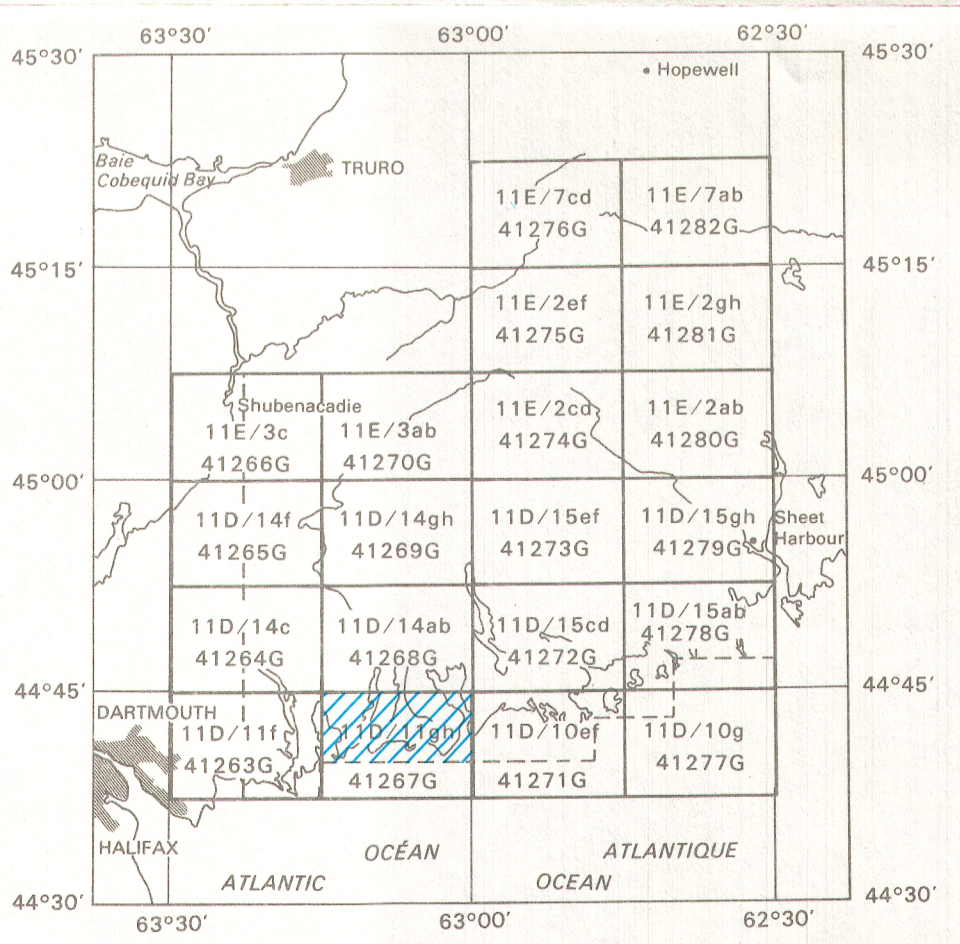 63°30′ 63°00′ 62°30′
45°30′ 45°30′
Hopewell
Baie
Cobequid Bay
TRURO
11E/7cd 11E/7ab
41276G 41282G
45°15′ 45°15′
11E/2ef 11E/2gh
41275G 41281G
Shubenacadie
11E/3c 11E/3ab 11E/2cd 11E/2ab
41266G 41270G 41274G 41280G
45°00′ 45°00′
11D/14f 11D/14gh 11D/15ef 11D/15gh
41265G 41269G 41273G 41279G
Sheet
Harbour
11D/14c 11D/14ab 11D/15cd 11D/15ab
41264G 41268G 41272G 41278G
44°45′ 44°45′
DARTMOUTH
11D/11f 11D/11gh 11D/10ef 11D/10g
41263G 41267G 41271G 41277G
HALIFAX
OCÉAN ATLANTIQUE
ATLANTIC OCEAN
44°30′ 44°30′
63°30′ 63°00′ 62°30′